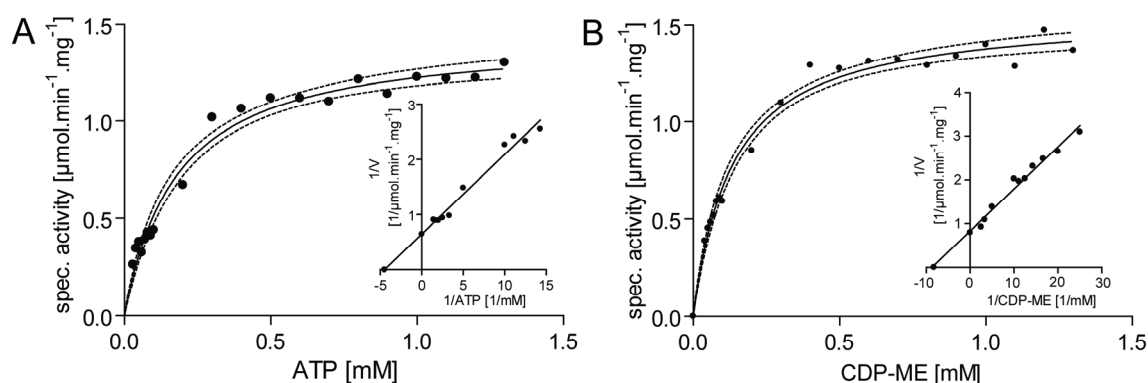 A
spec. activity [µmol.min⁻¹.mg⁻¹]
1.5
1.0
0.5
0.0
0.0 0.5 1.0 1.5
ATP [mM]
1/V
[1/µmol.min⁻¹.mg⁻¹]
3
2
1
-5 0 5 10 15
1/ATP [1/mM]
B
spec. activity [µmol.min⁻¹.mg⁻¹]
1.5
1.0
0.5
0.0
0.0 0.5 1.0 1.5
CDP-ME [mM]
1/V
[1/µmol.min⁻¹.mg⁻¹]
4
3
2
1
-10 0 10 20 30
1/CDP-ME [1/mM]